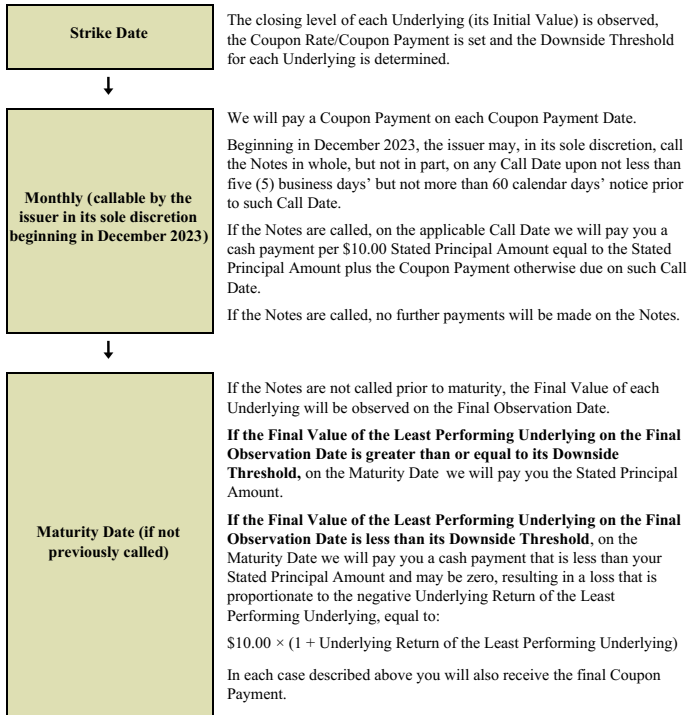 Strike Date
The closing level of each Underlying (its Initial Value) is observed,
the Coupon Rate/Coupon Payment is set and the Downside Threshold
for each Underlying is determined.
Monthly (callable by the
issuer in its sole discretion
beginning in December 2023)
We will pay a Coupon Payment on each Coupon Payment Date.
Beginning in December 2023, the issuer may, in its sole discretion, call
the Notes in whole, but not in part, on any Call Date upon not less than
five (5) business days’ but not more than 60 calendar days’ notice prior
to such Call Date.
If the Notes are called, on the applicable Call Date we will pay you a
cash payment per $10.00 Stated Principal Amount equal to the Stated
Principal Amount plus the Coupon Payment otherwise due on such Call
Date.
If the Notes are called, no further payments will be made on the Notes.
Maturity Date (if not
previously called)
If the Notes are not called prior to maturity, the Final Value of each
Underlying will be observed on the Final Observation Date.
If the Final Value of the Least Performing Underlying on the Final
Observation Date is greater than or equal to its Downside
Threshold, on the Maturity Date we will pay you the Stated Principal
Amount.
If the Final Value of the Least Performing Underlying on the Final
Observation Date is less than its Downside Threshold, on the
Maturity Date we will pay you a cash payment that is less than your
Stated Principal Amount and may be zero, resulting in a loss that is
proportionate to the negative Underlying Return of the Least
Performing Underlying, equal to:
$10.00 × (1 + Underlying Return of the Least Performing Underlying)
In each case described above you will also receive the final Coupon
Payment.